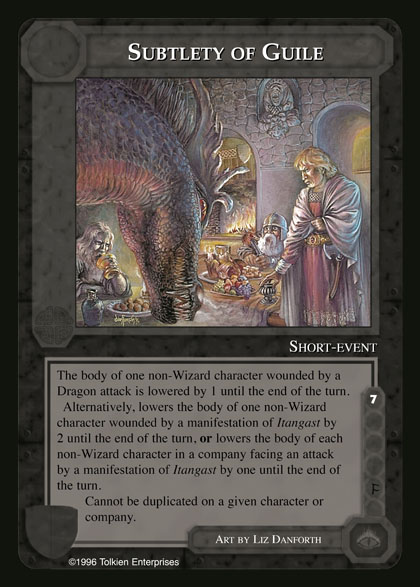 Subtlety of Guile
Short-event
The body of one non-Wizard character wounded by a
Dragon attack is lowered by 1 until the end of the turn.
Alternatively, lowers the body of one non-Wizard
character wounded by a manifestation of Itangast by
2 until the end of the turn, or lowers the body of each
non-Wizard character in a company facing an attack
by a manifestation of Itangast by one until the end of
the turn.
Cannot be duplicated on a given character or
company.
7
F
Art by Liz Danforth
©1996 Tolkien Enterprises